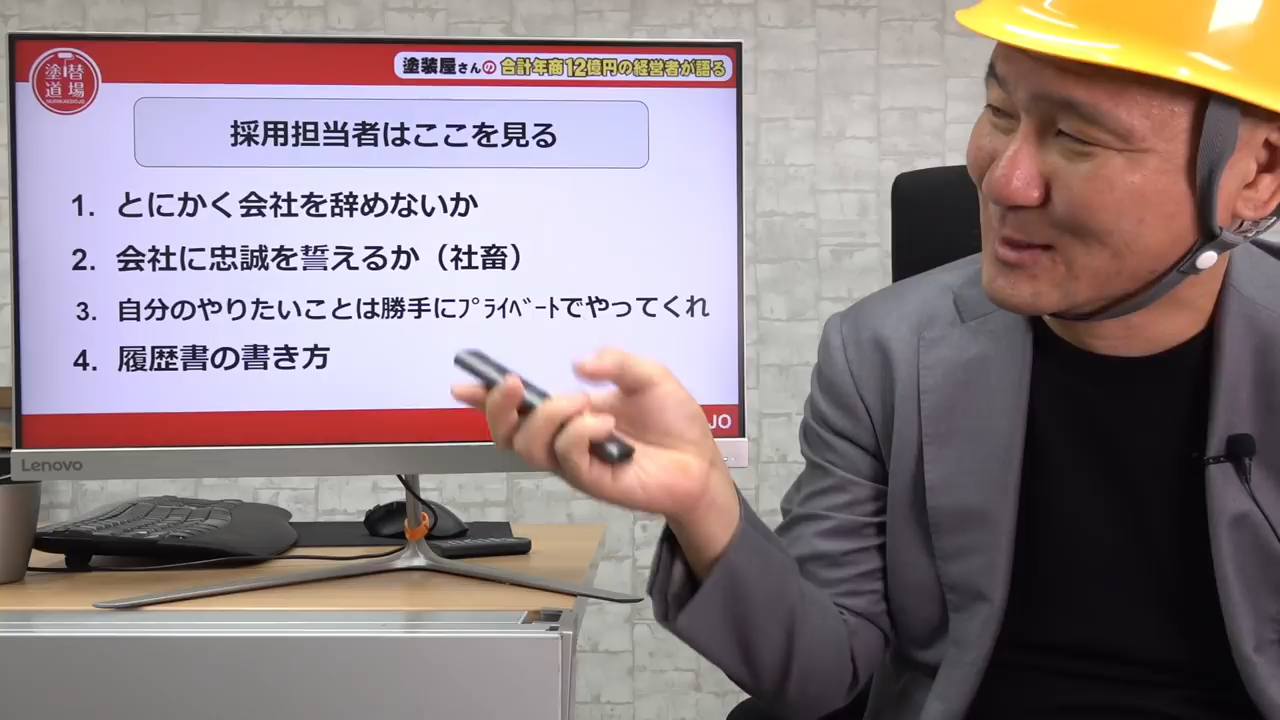 塗替道場
NURIKAEDOJO
塗装屋さんの 合計年商12億円の経営者が語る
採用担当者はここを見る
1. とにかく会社を辞めないか
2. 会社に忠誠を誓えるか（社畜）
3. 自分のやりたいことは勝手にﾌﾟﾗｲﾍﾞｰﾄでやってくれ
4. 履歴書の書き方
JO
Lenovo